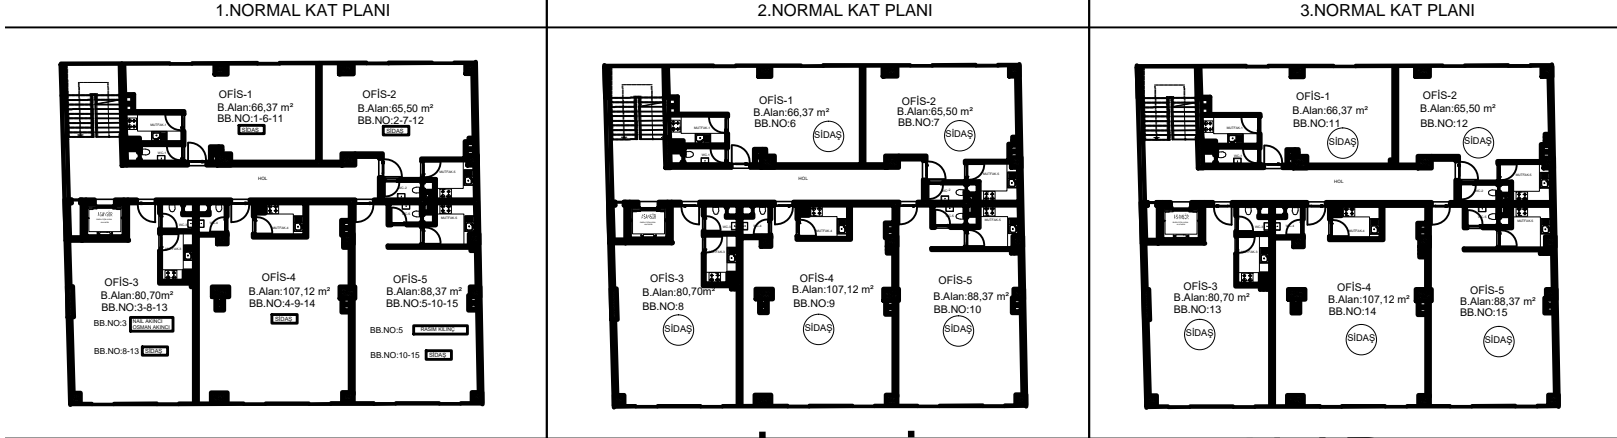 1.NORMAL KAT PLANI
OFİS-1
B.Alan:66,37 m²
BB.NO:1-6-11
SİDAŞ
OFİS-2
B.Alan:65,50 m²
BB.NO:2-7-12
SİDAŞ
HOL
OFİS-3
B.Alan:80,70m²
BB.NO:3-8-13
BB.NO:3
NAİL AKINCI
OSMAN AKINCI
BB.NO:8-13
SİDAŞ
OFİS-4
B.Alan:107,12 m²
BB.NO:4-9-14
SİDAŞ
OFİS-5
B.Alan:88,37 m²
BB.NO:5-10-15
BB.NO:5
RASİM KILINÇ
BB.NO:10-15
SİDAŞ
2.NORMAL KAT PLANI
OFİS-1
B.Alan:66,37 m²
BB.NO:6
SİDAŞ
OFİS-2
B.Alan:65,50 m²
BB.NO:7
SİDAŞ
HOL
OFİS-3
B.Alan:80,70m²
BB.NO:8
SİDAŞ
OFİS-4
B.Alan:107,12 m²
BB.NO:9
SİDAŞ
OFİS-5
B.Alan:88,37 m²
BB.NO:10
SİDAŞ
3.NORMAL KAT PLANI
OFİS-1
B.Alan:66,37 m²
BB.NO:11
SİDAŞ
OFİS-2
B.Alan:65,50 m²
BB.NO:12
SİDAŞ
HOL
OFİS-3
B.Alan:80,70 m²
BB.NO:13
SİDAŞ
OFİS-4
B.Alan:107,12 m²
BB.NO:14
SİDAŞ
OFİS-5
B.Alan:88,37 m²
BB.NO:15
SİDAŞ